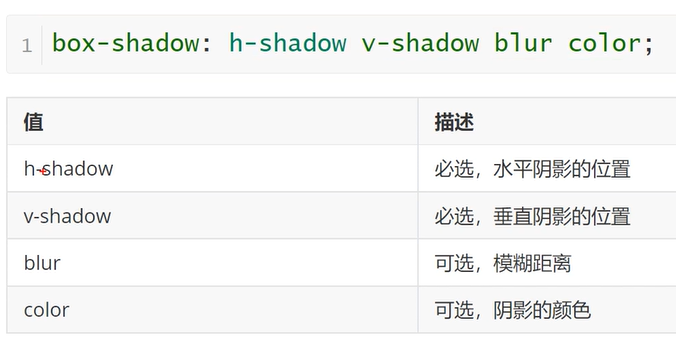 1 box-shadow: h-shadow v-shadow blur color;
值 描述
h-shadow 必选，水平阴影的位置
v-shadow 必选，垂直阴影的位置
blur 可选，模糊距离
color 可选，阴影的颜色